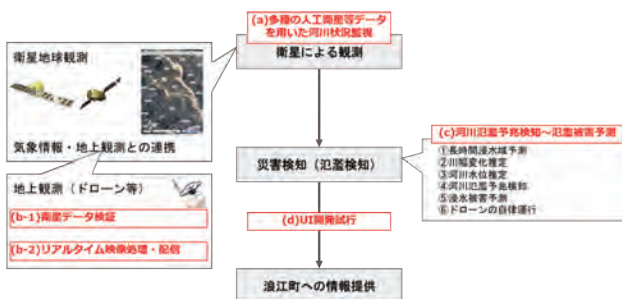 (a)多種の人工衛星等データ
を用いた河川状況監視
衛星による観測
衛星地球観測
気象情報・地上観測との連携
地上観測（ドローン等）
(b-1)衛星データ検証
(b-2)リアルタイム映像処理・配信
災害検知（氾濫検知）
(c)河川氾濫予兆検知～氾濫被害予測
①長時間浸水域予測
②川幅変化推定
③河川水位推定
④河川氾濫予兆検知
⑤浸水被害予測
⑥ドローンの自律運行
(d)UI開発試行
浪江町への情報提供